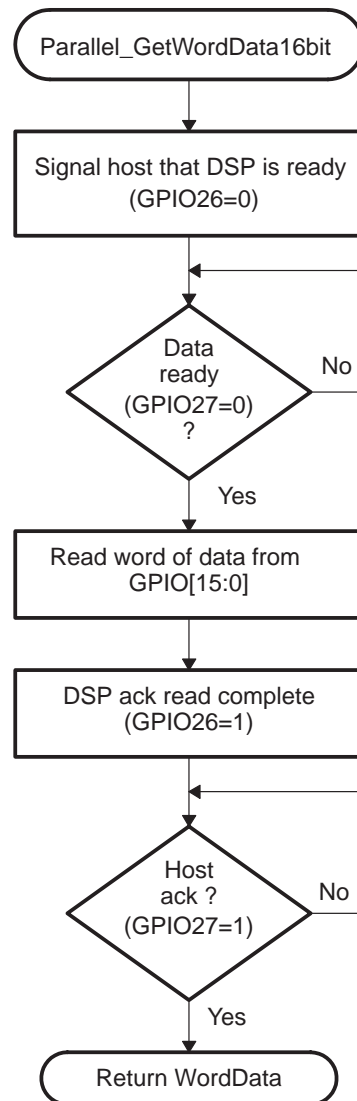 Parallel_GetWordData16bit
Signal host that DSP is ready
(GPIO26=0)
Data
ready
(GPIO27=0)
?
No
Yes
Read word of data from
GPIO[15:0]
DSP ack read complete
(GPIO26=1)
Host
ack ?
(GPIO27=1)
No
Yes
Return WordData